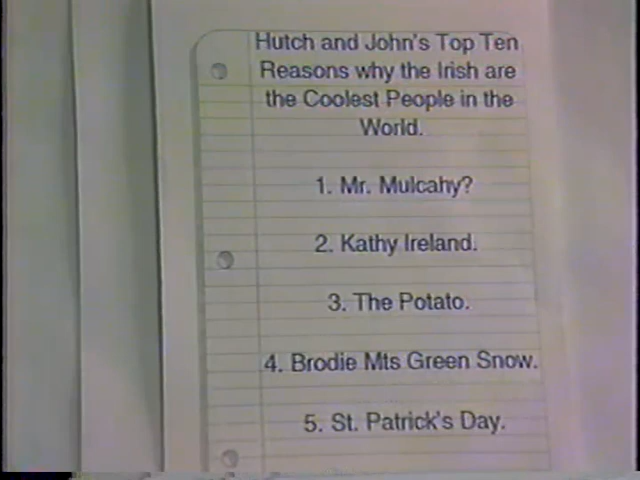 Hutch and John's Top Ten
Reasons why the Irish are
the Coolest People in the
World.
1. Mr. Mulcahy?
2. Kathy Ireland.
3. The Potato.
4. Brodie Mts Green Snow.
5. St. Patrick's Day.